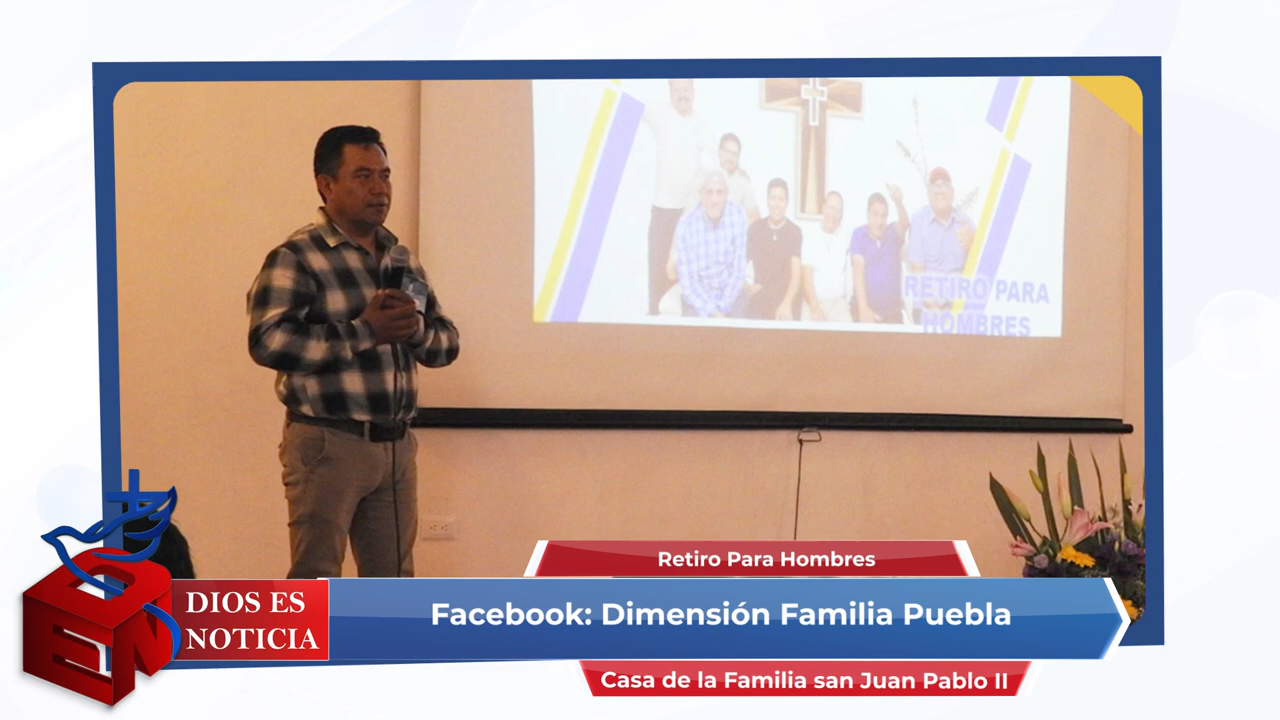 RETIRO PARA
HOMBRES
Retiro Para Hombres
DIOS ES
NOTICIA
Facebook: Dimensión Familia Puebla
DEN
Casa de la Familia san Juan Pablo II